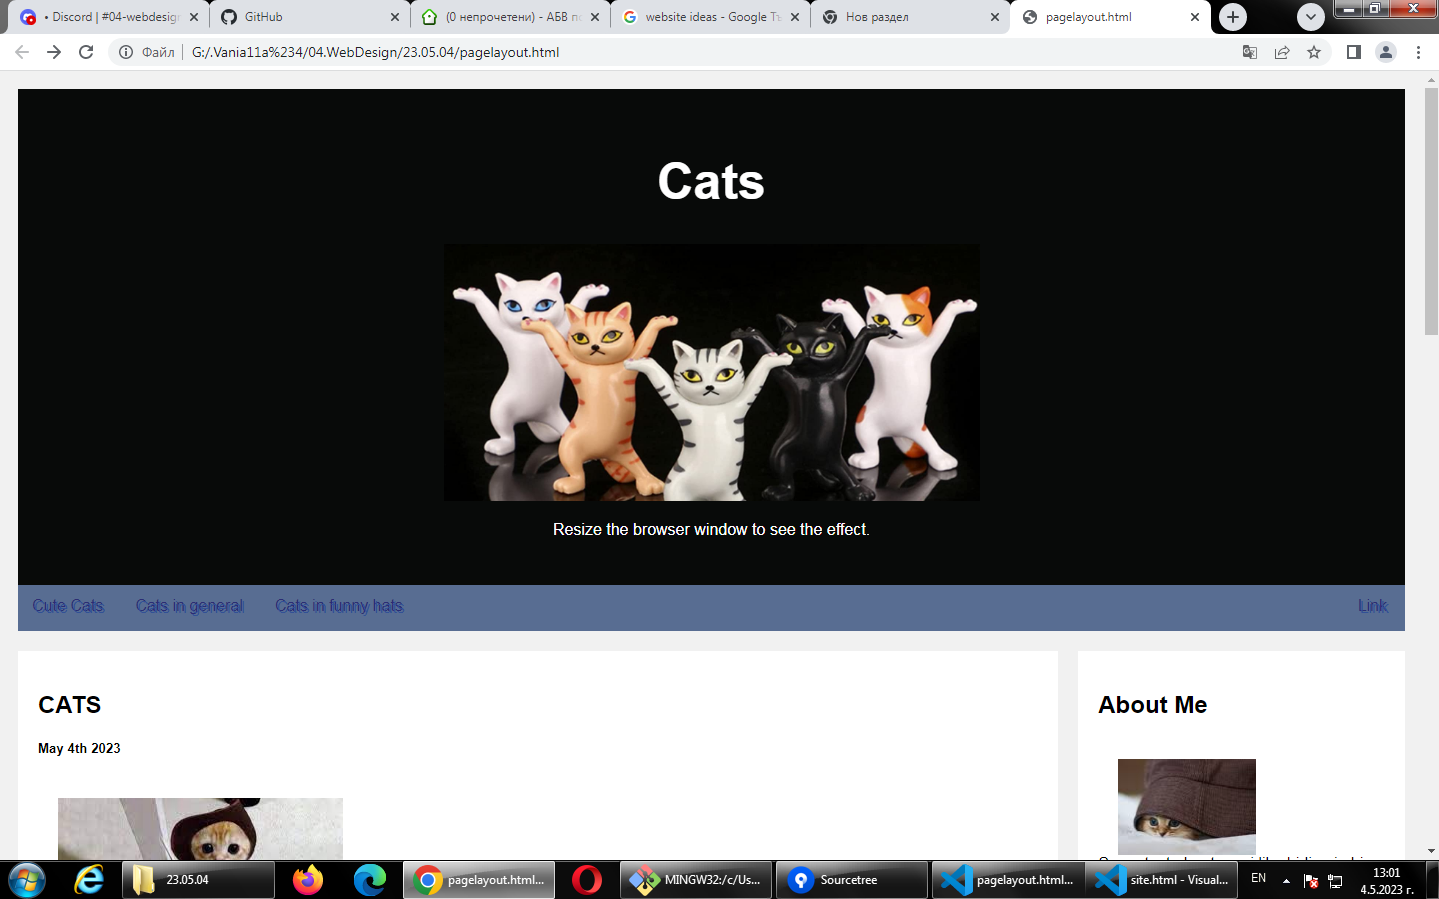 • Discord | #04-webdesign
GitHub
(0 непрочетени) - АБВ по
website ideas - Google Тъ
Нов раздел
pagelayout.html
Файл
G:/.Vania11a%234/04.WebDesign/23.05.04/pagelayout.html
Cats
Resize the browser window to see the effect.
Cute Cats
Cats in general
Cats in funny hats
Link
CATS
May 4th 2023
About Me
23.05.04
pagelayout.html...
MINGW32:/c/Us...
Sourcetree
pagelayout.html...
site.html - Visual...
EN
13:01
4.5.2023 г.